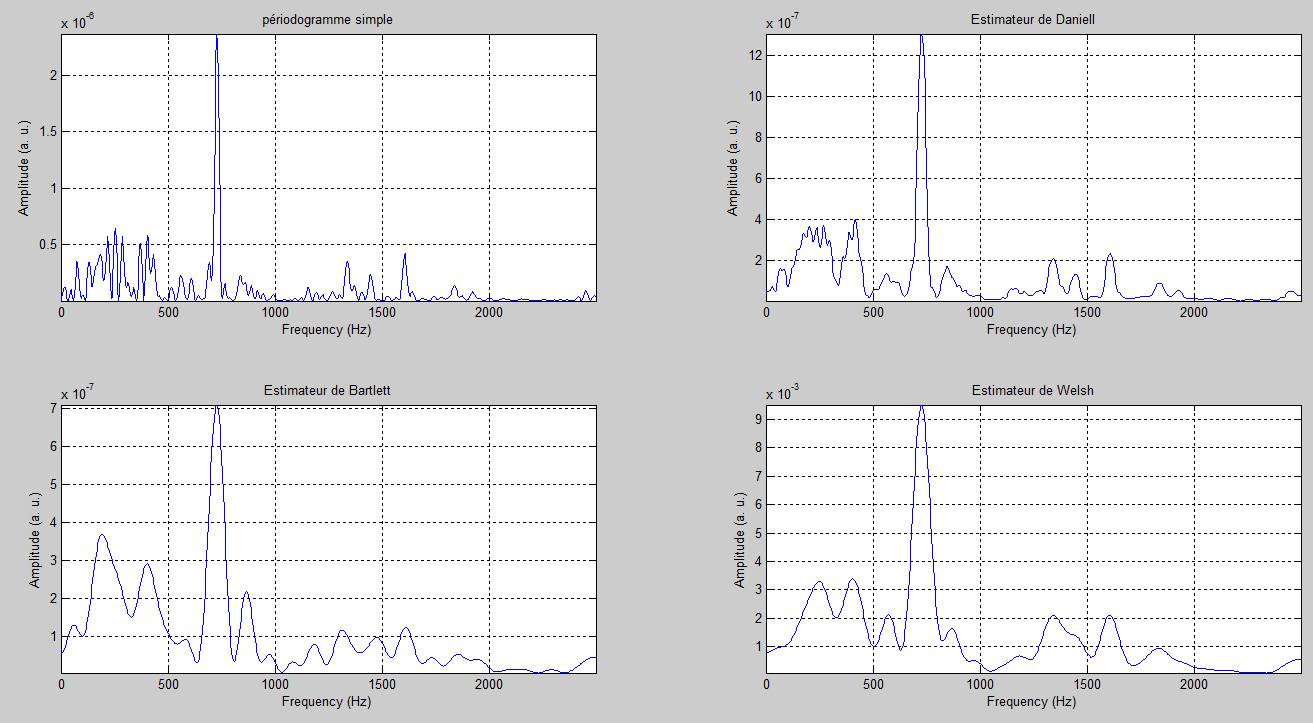 périodogramme simple
x 10-6
2
1.5
1
0.5
0 500 1000 1500 2000
Frequency (Hz)
Amplitude (a. u.)
Estimateur de Daniell
x 10-7
12
10
8
6
4
2
0 500 1000 1500 2000
Frequency (Hz)
Amplitude (a. u.)
Estimateur de Bartlett
x 10-7
7
6
5
4
3
2
1
0 500 1000 1500 2000
Frequency (Hz)
Amplitude (a. u.)
Estimateur de Welsh
x 10-3
9
8
7
6
5
4
3
2
1
0 500 1000 1500 2000
Frequency (Hz)
Amplitude (a. u.)